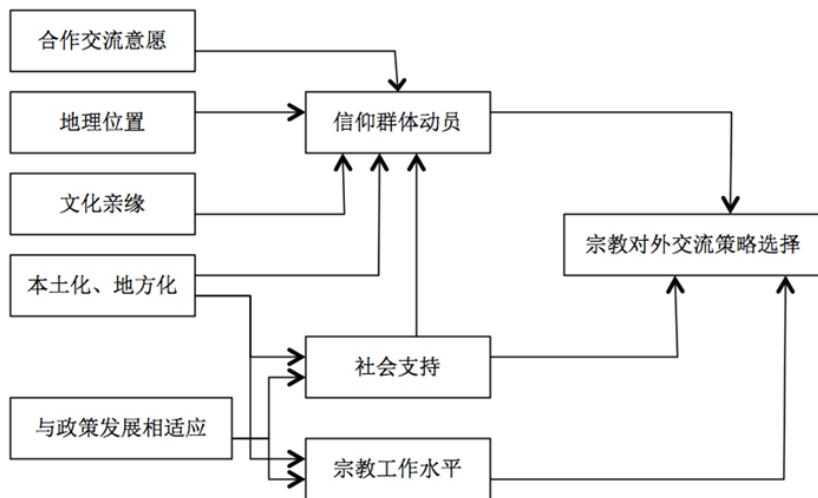 合作交流意愿
地理位置
信仰群体动员
文化亲缘
宗教对外交流策略选择
本土化、地方化
社会支持
与政策发展相适应
宗教工作水平